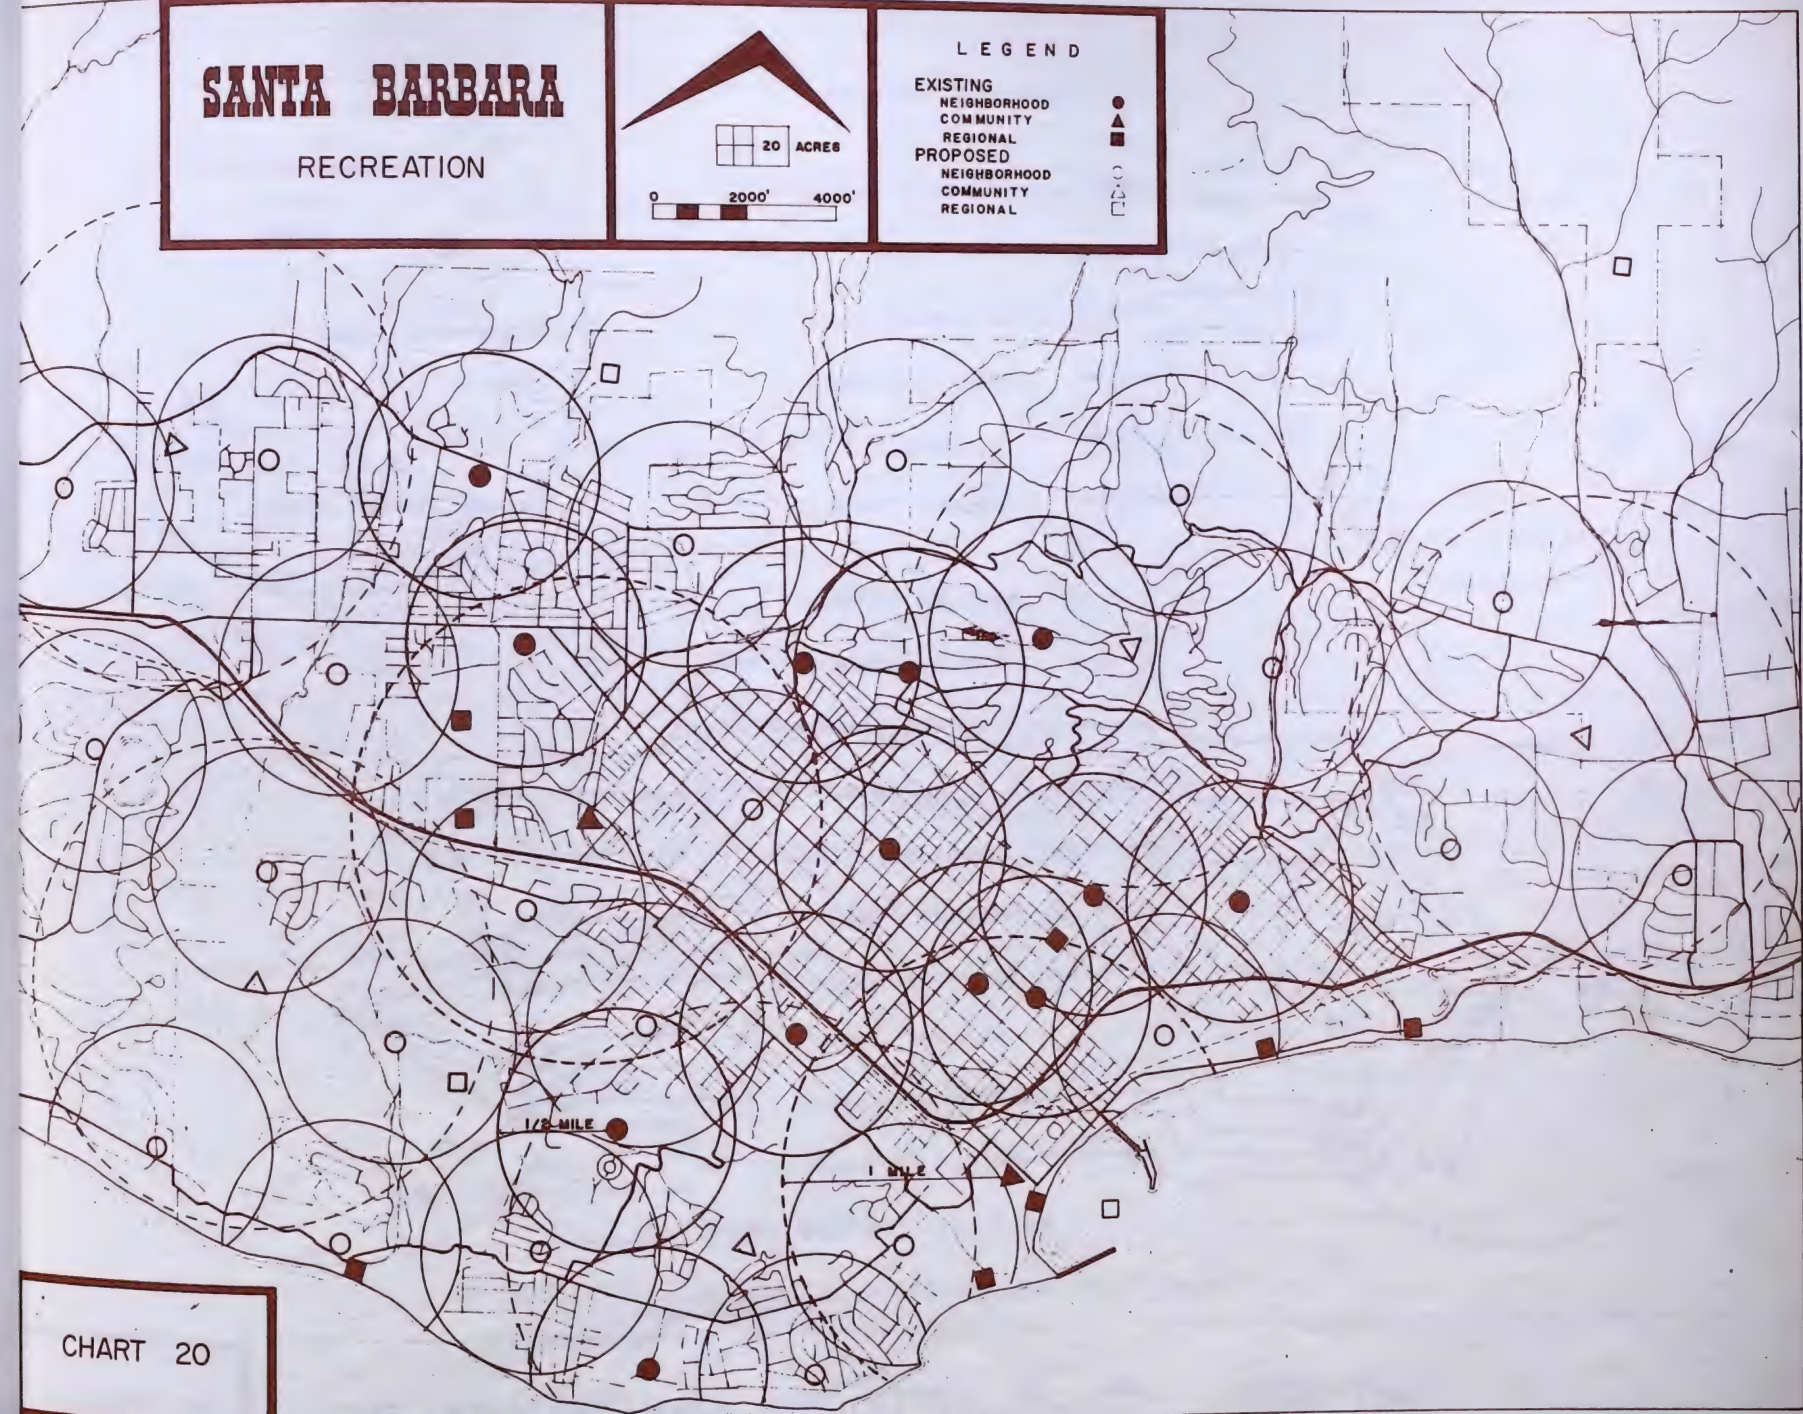 SANTA BARBARA
RECREATION
20 ACRES
0 2000' 4000'
LEGEND
EXISTING
NEIGHBORHOOD
COMMUNITY
REGIONAL
PROPOSED
NEIGHBORHOOD
COMMUNITY
REGIONAL
1/2 MILE
1 MILE
CHART 20